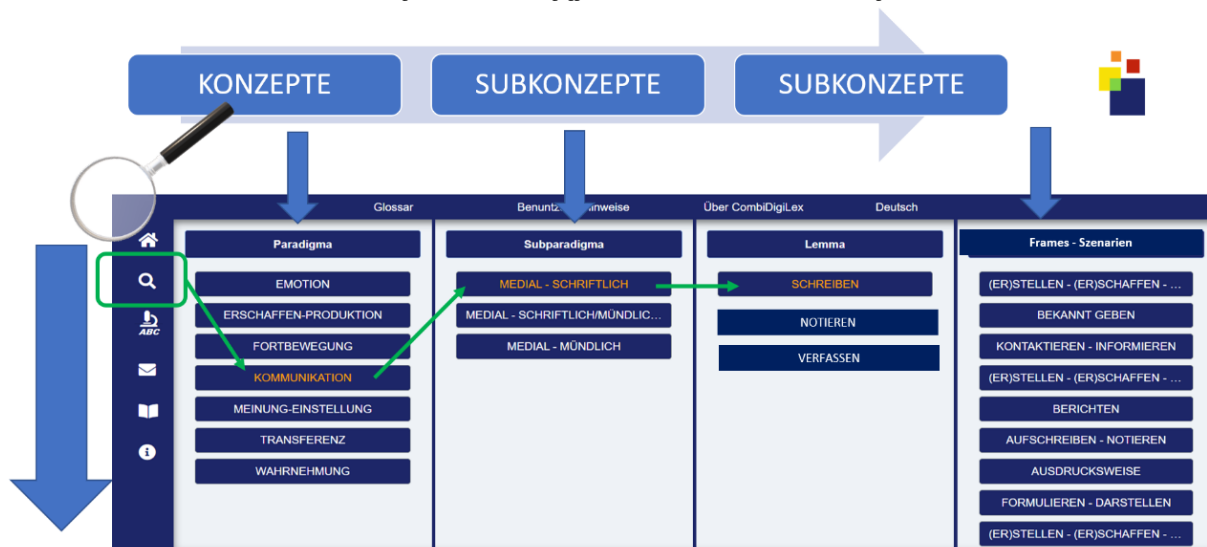 KONZEPTE
SUBKONZEPTE
SUBKONZEPTE
Glossar
Über CombiDigiLex
Deutsch
ABC
Paradigma
EMOTION
ERSCHAFFEN-PRODUKTION
FORTBEWEGUNG
KOMMUNIKATION
MEINUNG-EINSTELLUNG
TRANSFERENZ
WAHRNEHMUNG
Subparadigma
MEDIAL - SCHRIFTLICH
MEDIAL - SCHRIFTLICH/MÜNDLIC...
MEDIAL - MÜNDLICH
Lemma
SCHREIBEN
NOTIEREN
VERFASSEN
Frames - Szenarien
(ER)STELLEN - (ER)SCHAFFEN - ...
BEKANNT GEBEN
KONTAKTIEREN - INFORMIEREN
(ER)STELLEN - (ER)SCHAFFEN - ...
BERICHTEN
AUFSCHREIBEN - NOTIEREN
AUSDRUCKSWEISE
FORMULIEREN - DARSTELLEN
(ER)STELLEN - (ER)SCHAFFEN - ...